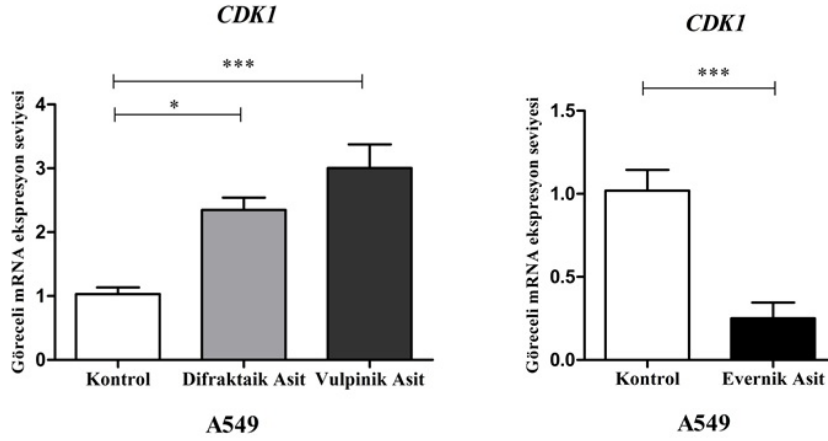 CDK1
***
*
Göreceli mRNA ekspresyon seviyesi
4
3
2
1
0
Kontrol Difraktaik Asit Vulpinik Asit
A549
CDK1
***
Göreceli mRNA ekspresyon seviyesi
1.5
1.0
0.5
0.0
Kontrol Evernik Asit
A549